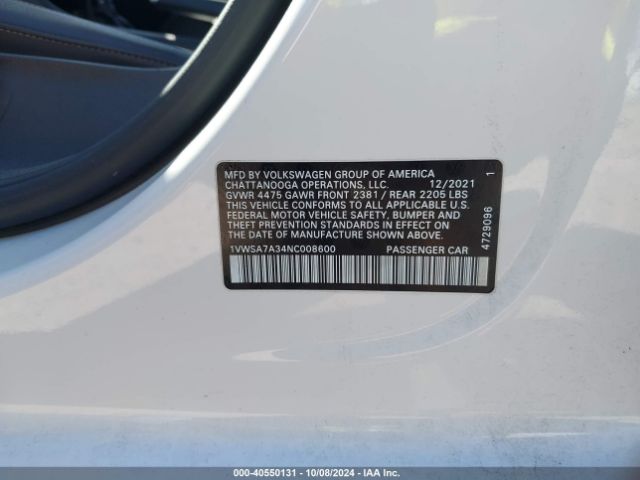 MFD BY VOLKSWAGEN GROUP OF AMERICA
CHATTANOOGA OPERATIONS, LLC. 12/2021
GVWR 4475 GAWR FRONT 2381 / REAR 2205 LBS
THIS VEHICLE CONFORMS TO ALL APPLICABLE U.S.
FEDERAL MOTOR VEHICLE SAFETY, BUMPER AND
THEFT PREVENTION STANDARDS IN EFFECT ON
THE DATE OF MANUFACTURE SHOWN ABOVE
1VWSA7A34NC008600 PASSENGER CAR
4729096 1
000-40550131 - 10/08/2024 - IAA Inc.